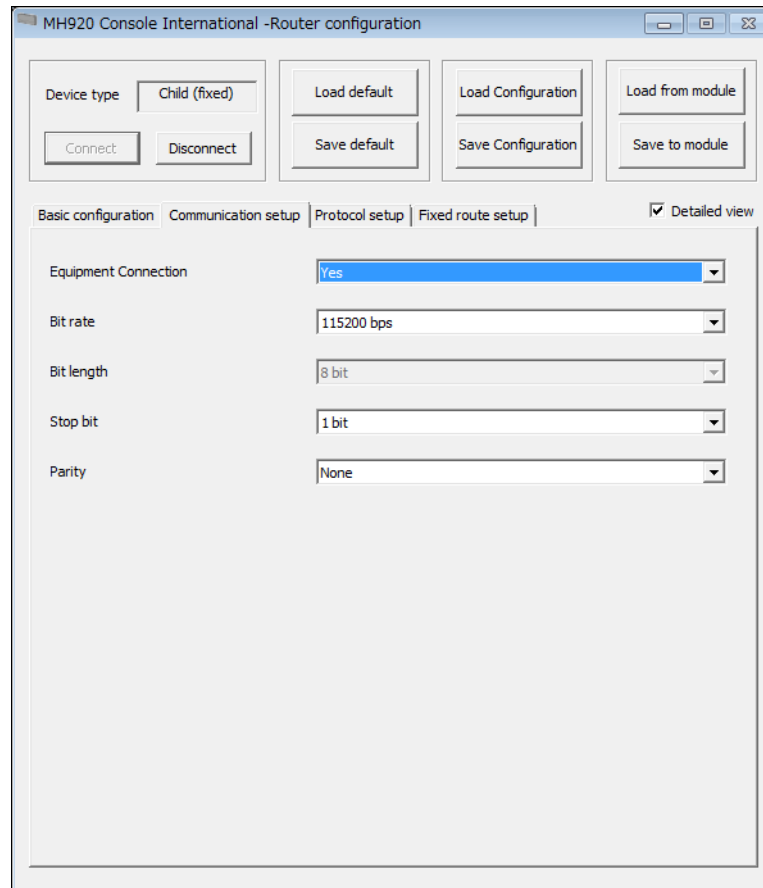 MH920 Console International -Router configuration
Device type Child (fixed)
Connect Disconnect
Load default
Save default
Load Configuration
Save Configuration
Load from module
Save to module
Basic configuration Communication setup Protocol setup Fixed route setup Detailed view
Equipment Connection Yes
Bit rate 115200 bps
Bit length 8 bit
Stop bit 1 bit
Parity None